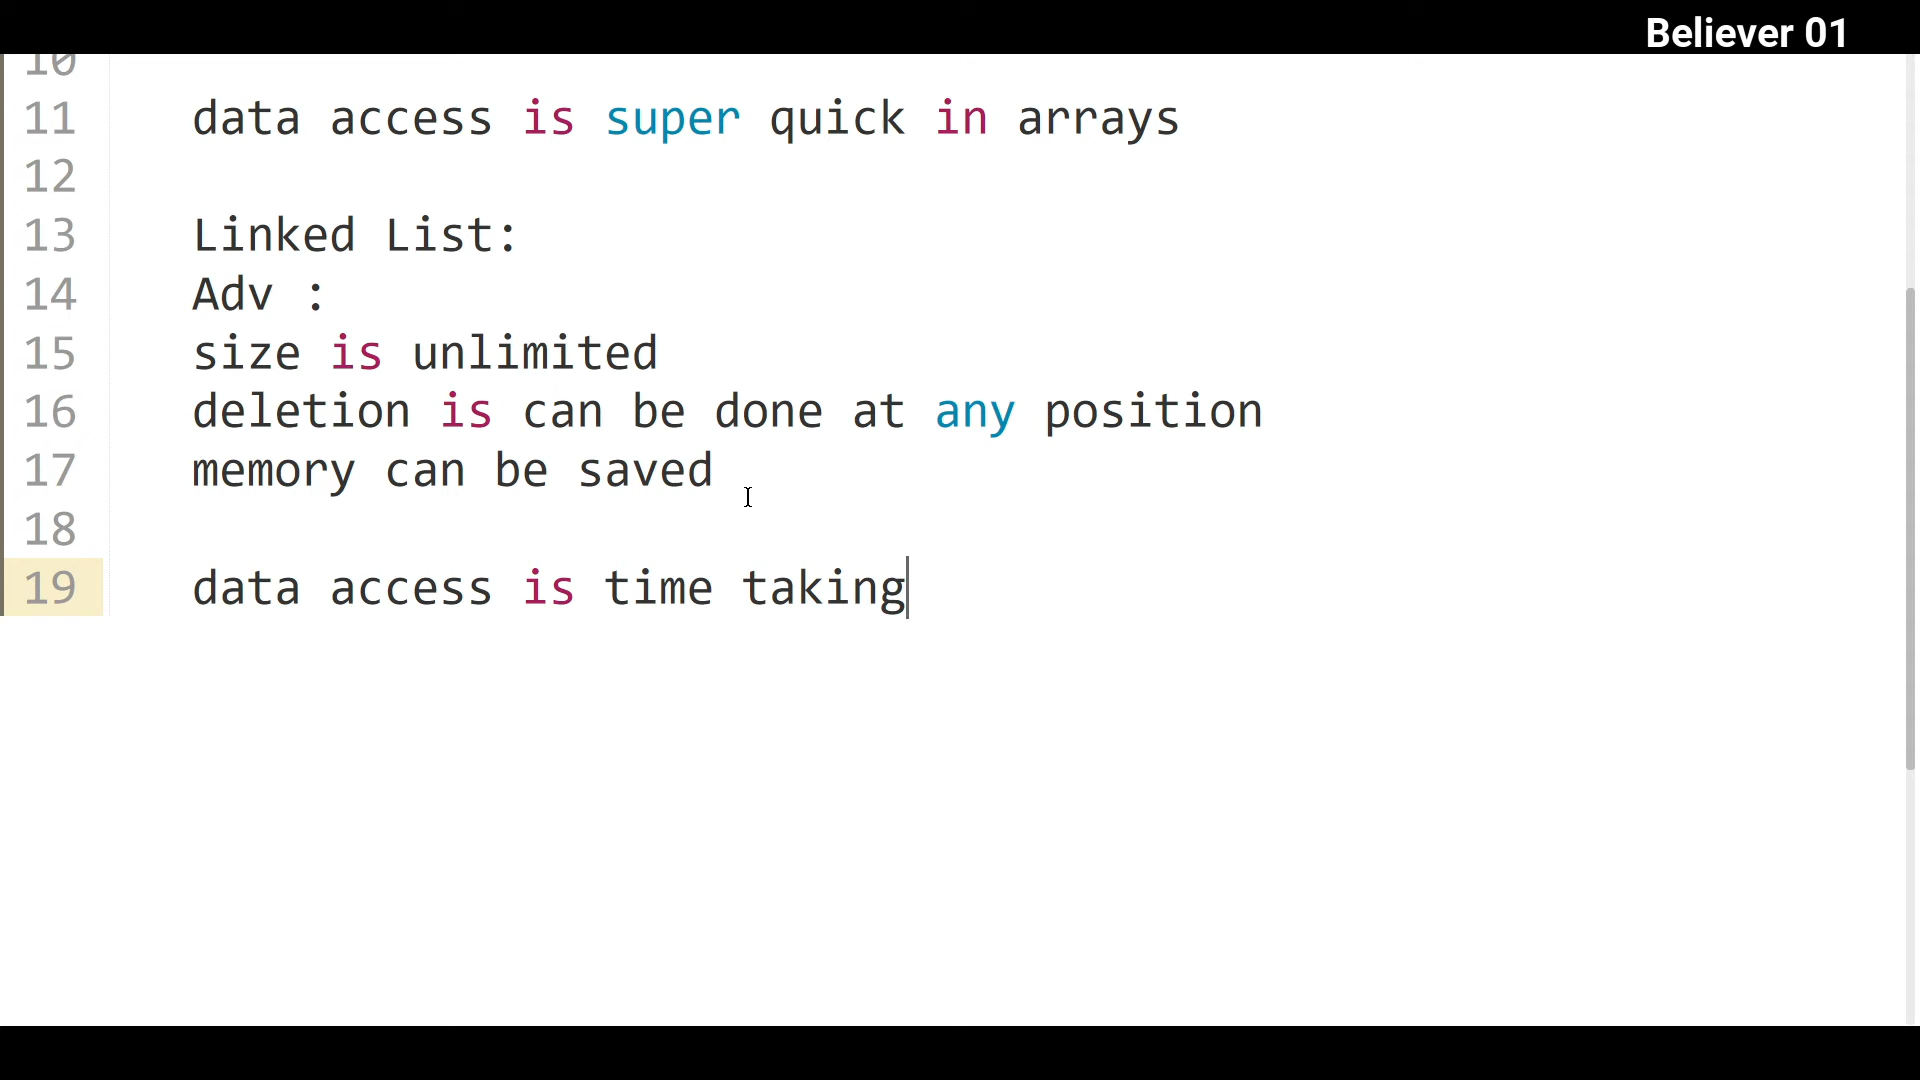 Believer 01
10
11 data access is super quick in arrays
12
13 Linked List:
14 Adv :
15 size is unlimited
16 deletion is can be done at any position
17 memory can be saved
18
19 data access is time taking